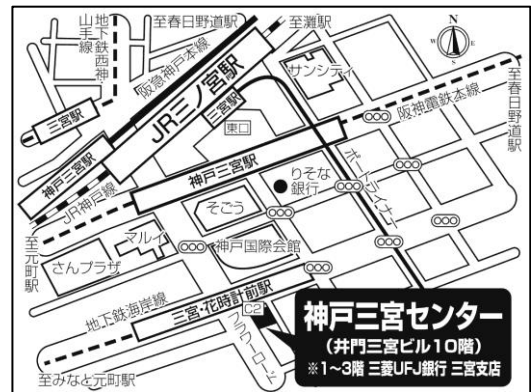 至春日野道駅
至灘駅
地下鉄西神
山手線
阪急神戸本線
N
W
E
S
サンシティ
JR三ノ宮駅
三宮駅
三宮駅
東口
阪神電鉄本線
至春日野道駅
神戸三宮駅
神戸三宮駅
JR神戸線
りそな
銀行
ポートライナー
そごう
マルイ
神戸国際会館
至元町駅
さんプラザ
三宮・花時計前駅
地下鉄海岸線
C2
フラワーロード
至みなと元町駅
神戸三宮センター
(井門三宮ビル10階)
※1~3階 三菱UFJ銀行 三宮支店